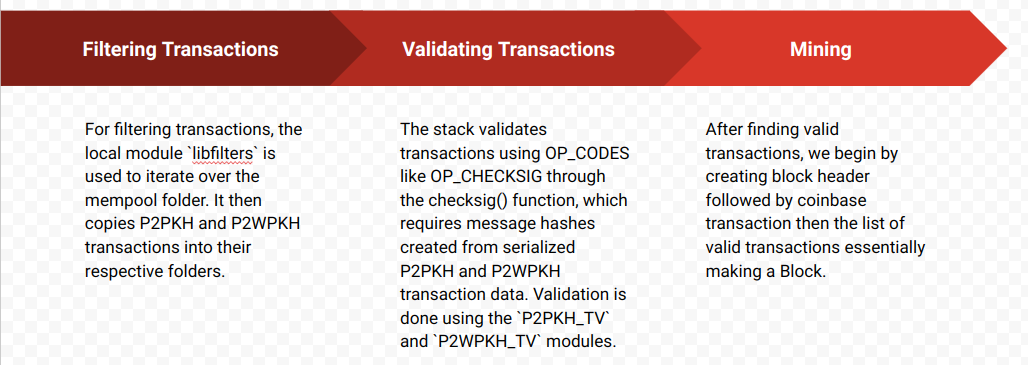 Filtering Transactions
Validating Transactions
Mining
For filtering transactions, the
local module `libfilters` is
used to iterate over the
mempool folder. It then
copies P2PKH and P2WPKH
transactions into their
respective folders.
The stack validates
transactions using OP_CODES
like OP_CHECKSIG through
the checksig() function, which
requires message hashes
created from serialized
P2PKH and P2WPKH
transaction data. Validation is
done using the `P2PKH_TV`
and `P2WPKH_TV` modules.
After finding valid
transactions, we begin by
creating block header
followed by coinbase
transaction then the list of
valid transactions essentially
making a Block.